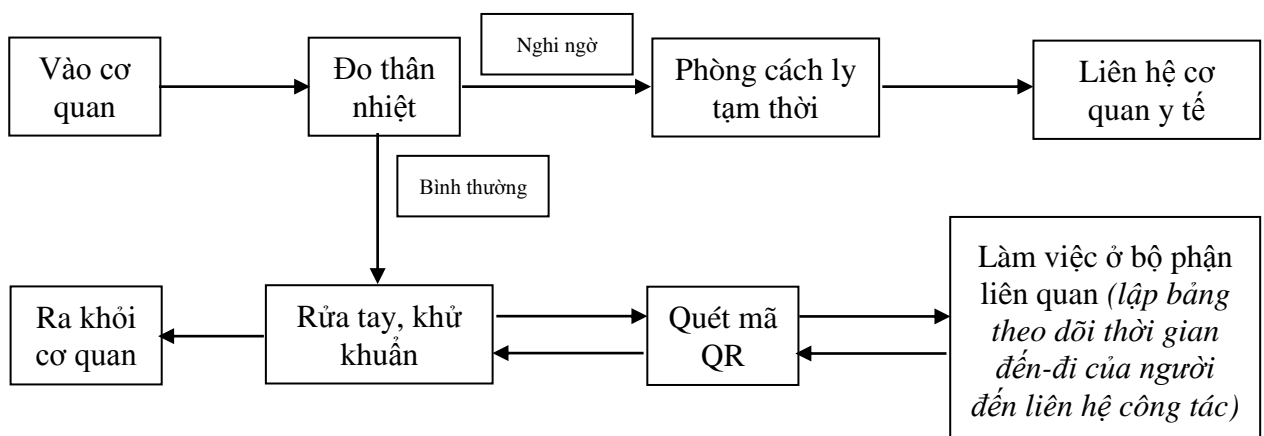 Vào cơ
quan
Đo thân
nhiệt
Nghi ngờ
Phòng cách ly
tạm thời
Liên hệ cơ
quan y tế
Bình thường
Ra khỏi
cơ quan
Rửa tay, khử
khuẩn
Quét mã
QR
Làm việc ở bộ phận
liên quan (lập bảng
theo dõi thời gian
đến-đi của người
đến liên hệ công tác)